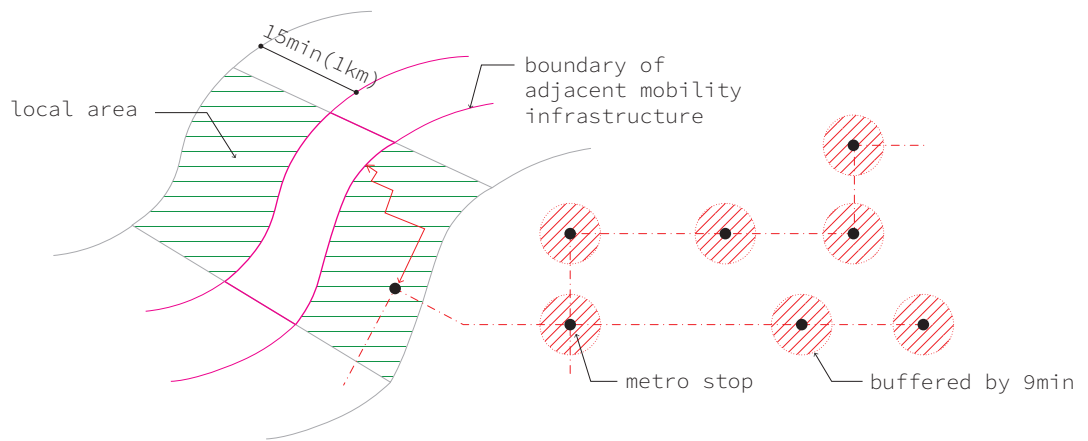 15min(1km)
boundary of
adjacent mobility
infrastructure
local area
metro stop
buffered by 9min